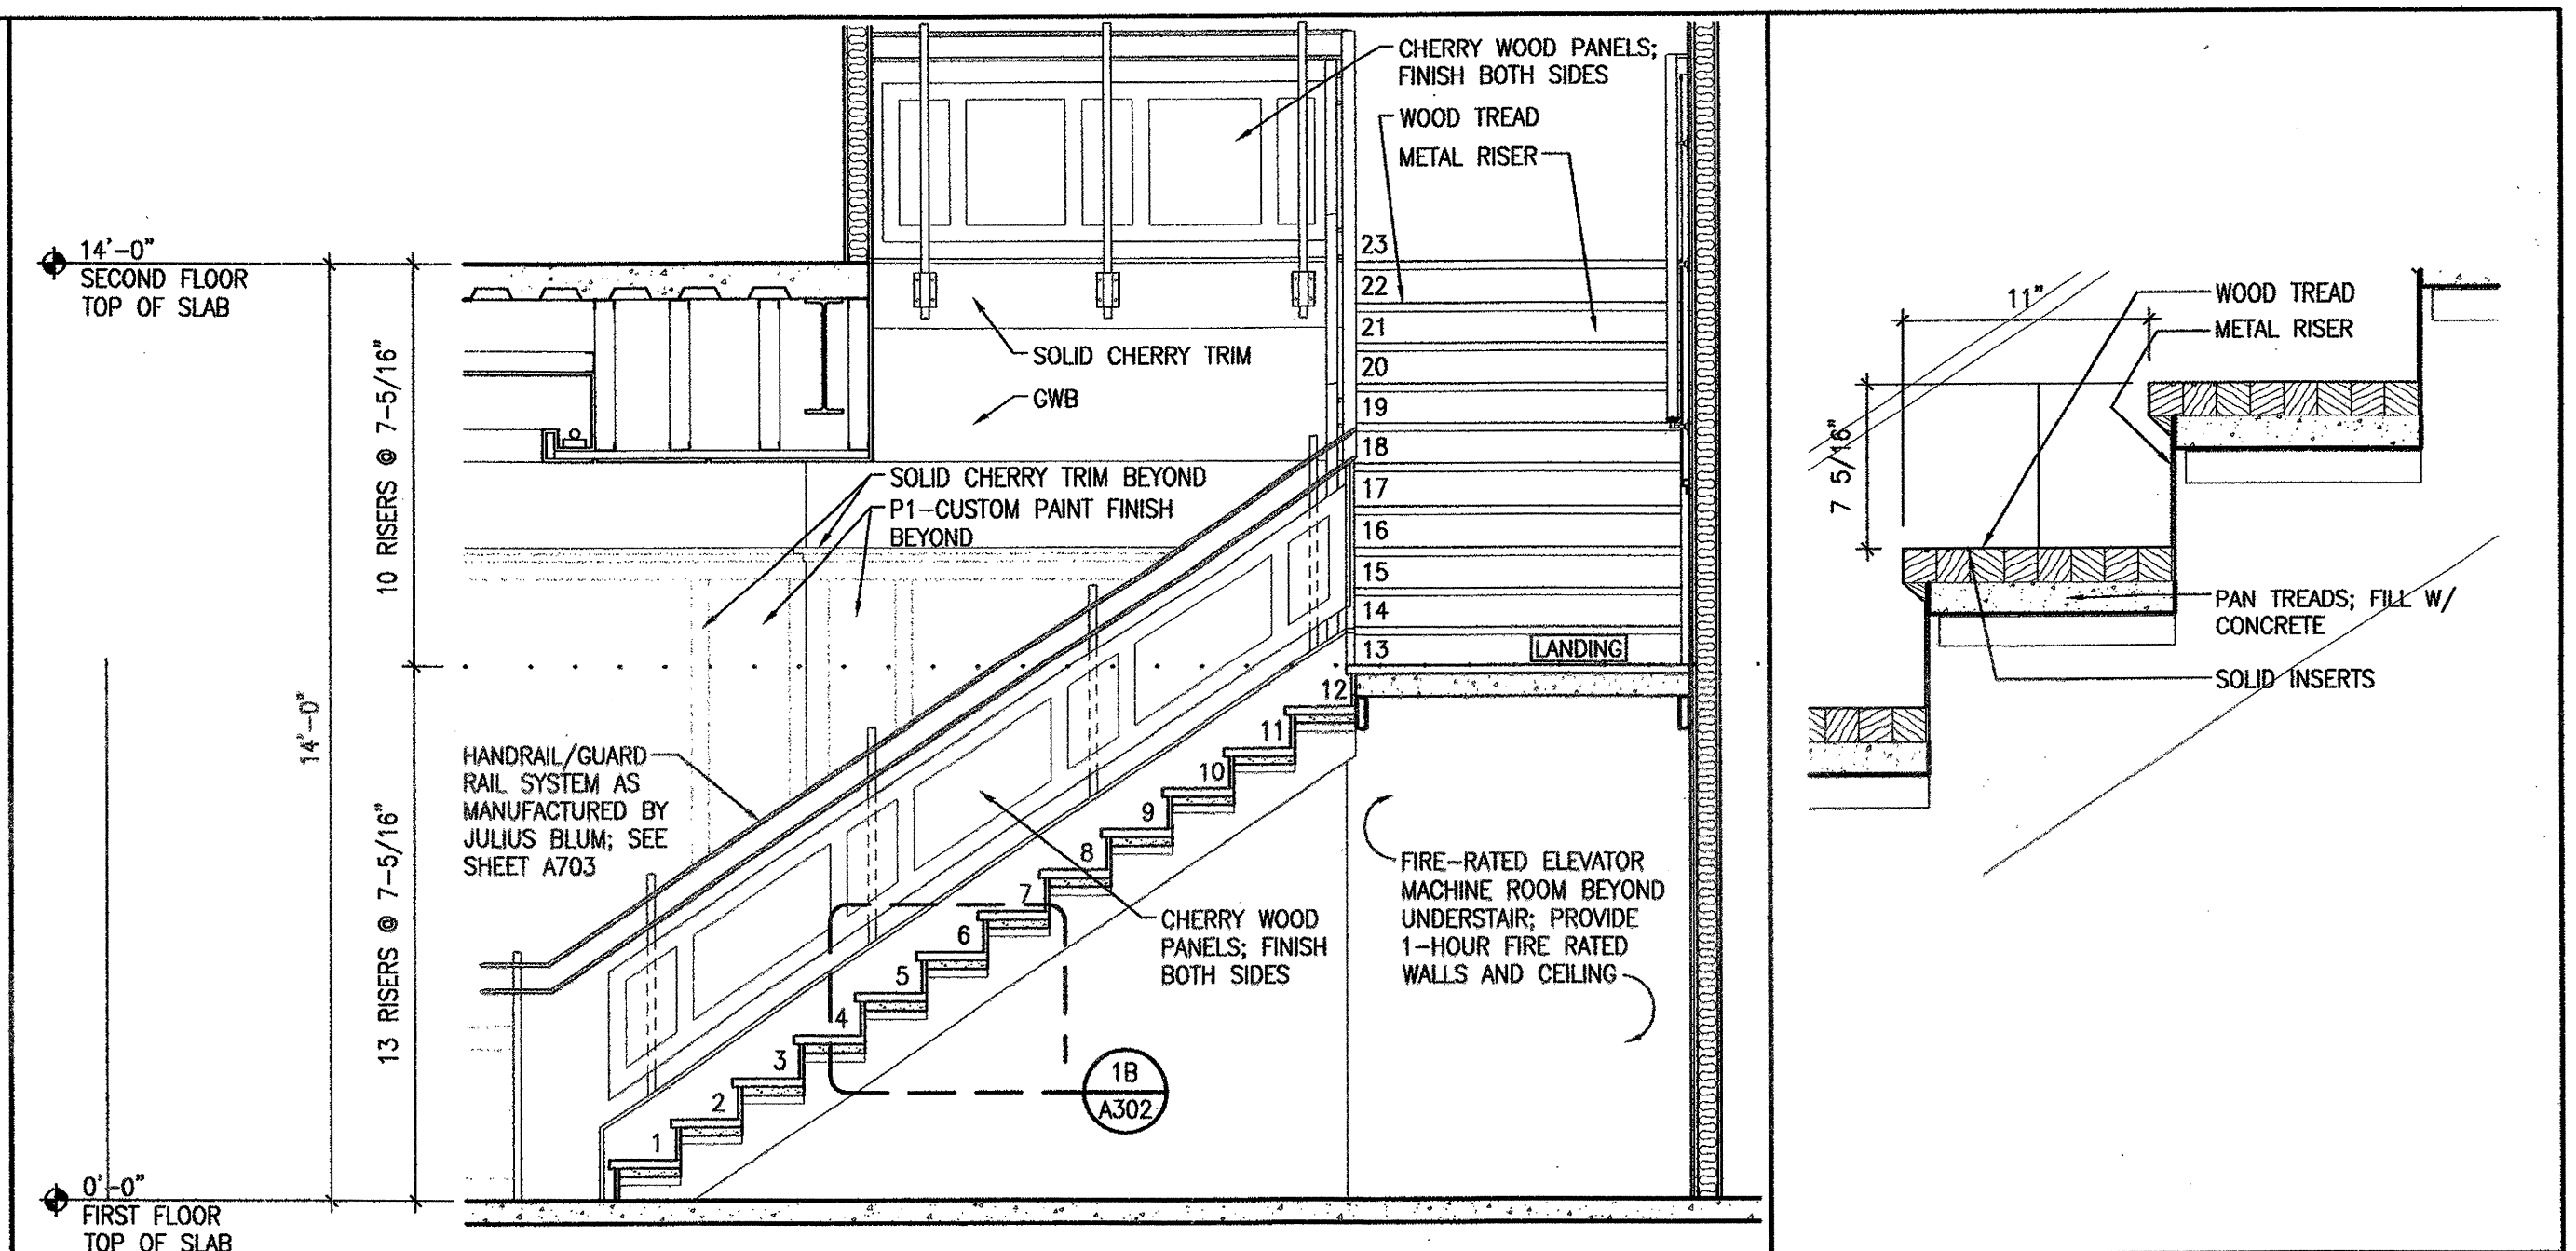 CHERRY WOOD PANELS;
FINISH BOTH SIDES
WOOD TREAD
METAL RISER
14'-0"
SECOND FLOOR
TOP OF SLAB
10 RISERS @ 7-5/16"
14'-0"
13 RISERS @ 7-5/16"
SOLID CHERRY TRIM
GWB
SOLID CHERRY TRIM BEYOND
P1-CUSTOM PAINT FINISH
BEYOND
23
22
21
20
19
18
17
16
15
14
13
LANDING
12
11
10
9
8
7
6
5
4
3
2
1
HANDRAIL/GUARD
RAIL SYSTEM AS
MANUFACTURED BY
JULIUS BLUM; SEE
SHEET A703
CHERRY WOOD
PANELS; FINISH
BOTH SIDES
FIRE-RATED ELEVATOR
MACHINE ROOM BEYOND
UNDERSTAIR; PROVIDE
1-HOUR FIRE RATED
WALLS AND CEILING
1B
A302
0'-0"
FIRST FLOOR
TOP OF SLAB
11"
7 5/16"
WOOD TREAD
METAL RISER
PAN TREADS; FILL W/
CONCRETE
SOLID INSERTS